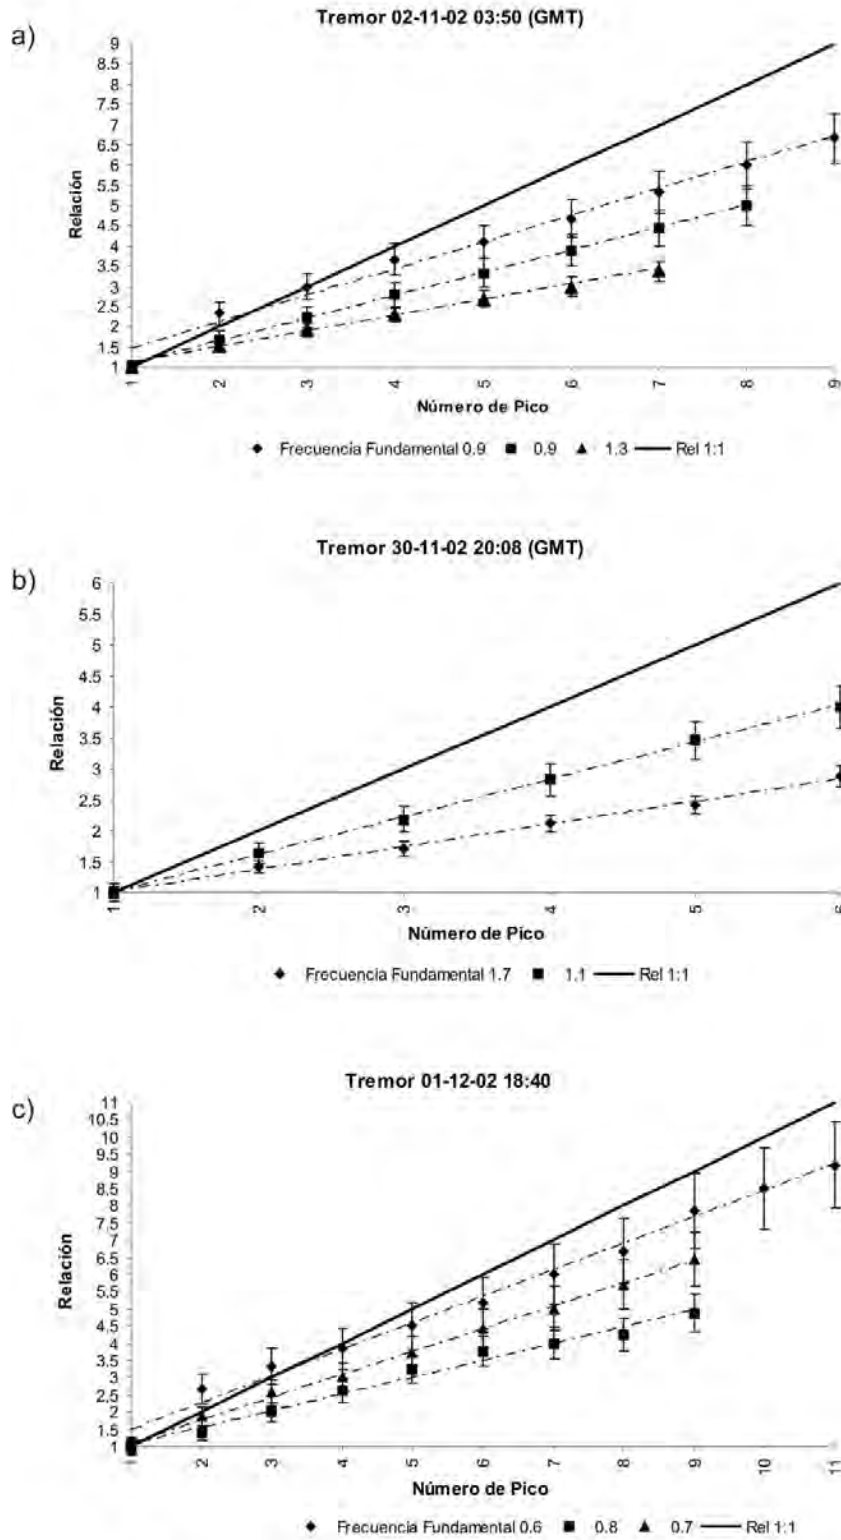 Tremor 02-11-02 03:50 (GMT)
a)
9
8.5
8
7.5
7
6.5
6
5.5
5
4.5
4
3.5
3
2.5
2
1.5
1
Relación
1 2 3 4 5 6 7 8 9
Número de Pico
Frecuencia Fundamental 0.9 0.9 1.3 Rel 1:1
Tremor 30-11-02 20:08 (GMT)
b)
6
5.5
5
4.5
4
3.5
3
2.5
2
1.5
1
Relación
1 2 3 4 5 6
Número de Pico
Frecuencia Fundamental 1.7 1.1 Rel 1:1
Tremor 01-12-02 18:40
c)
11
10.5
10
9.5
9
8.5
8
7.5
7
6.5
6
5.5
5
4.5
4
3.5
3
2.5
2
1.5
1
Relación
1 2 3 4 5 6 7 8 9 10 11
Número de Pico
Frecuencia Fundamental 0.6 0.8 0.7 Rel 1:1